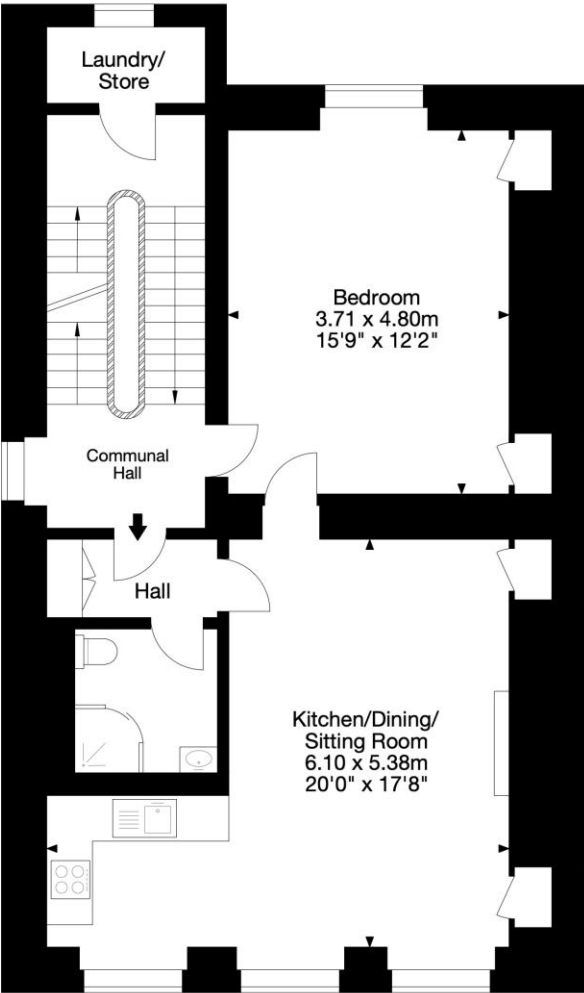 Laundry/
Store
Bedroom
3.71 x 4.80m
15'9" x 12'2"
Communal
Hall
Hall
Kitchen/Dining/
Sitting Room
6.10 x 5.38m
20'0" x 17'8"